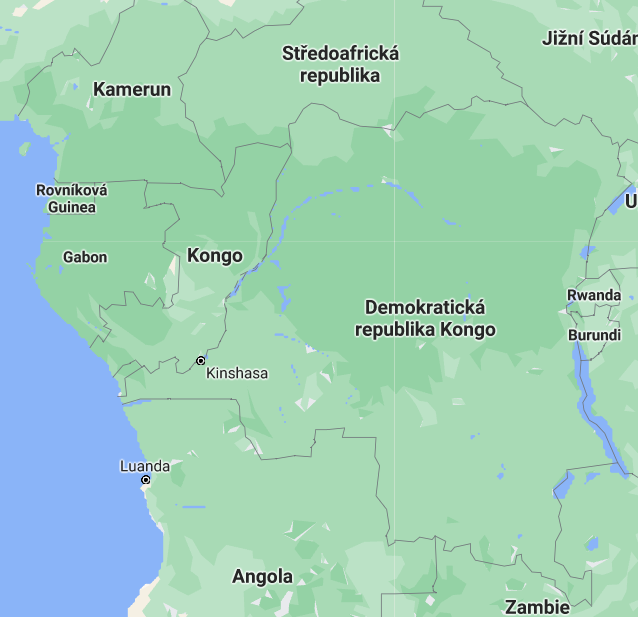 Jižní Súdán
Středoafrická
republika
Kamerun
Rovníková
Guinea
U
Kongo
Gabon
Rwanda
Demokratická
republika Kongo
Burundi
Kinshasa
Luanda
Angola
Zambie